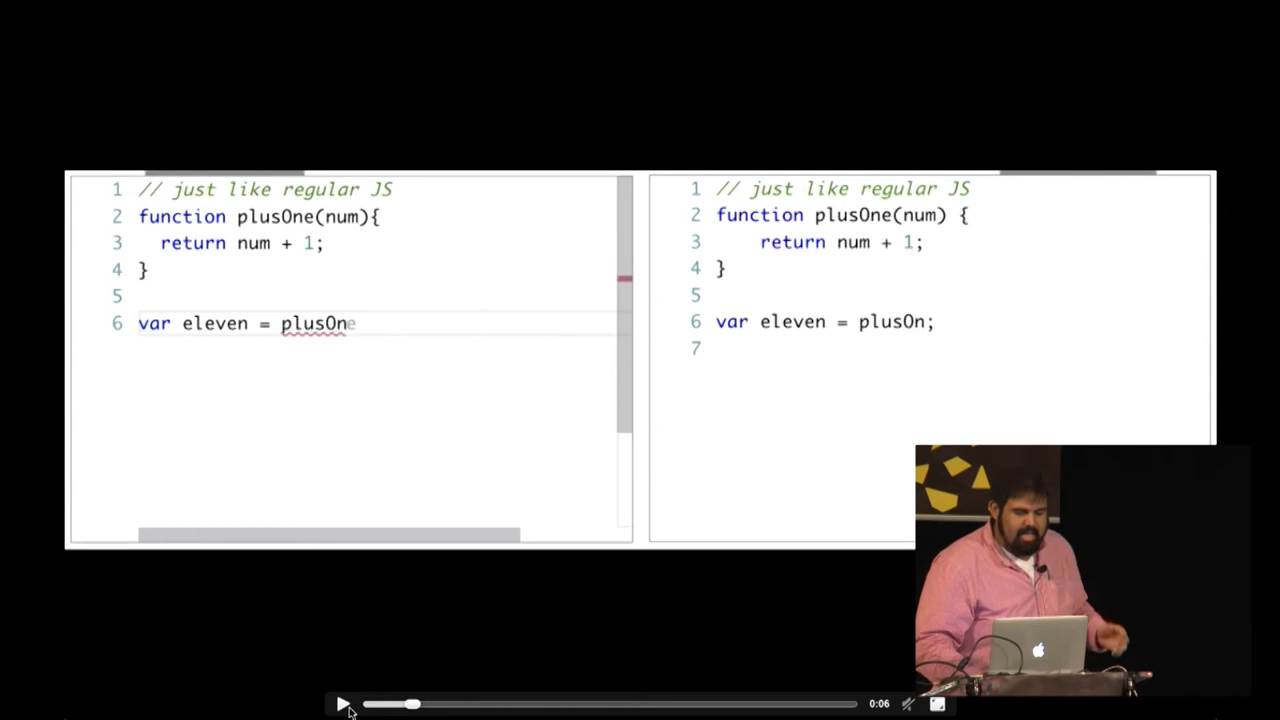 1 // just like regular JS
2 function plusOne(num){
3   return num + 1;
4 }
5
6 var eleven = plusOne
1 // just like regular JS
2 function plusOne(num) {
3     return num + 1;
4 }
5
6 var eleven = plusOn;
7
0:06